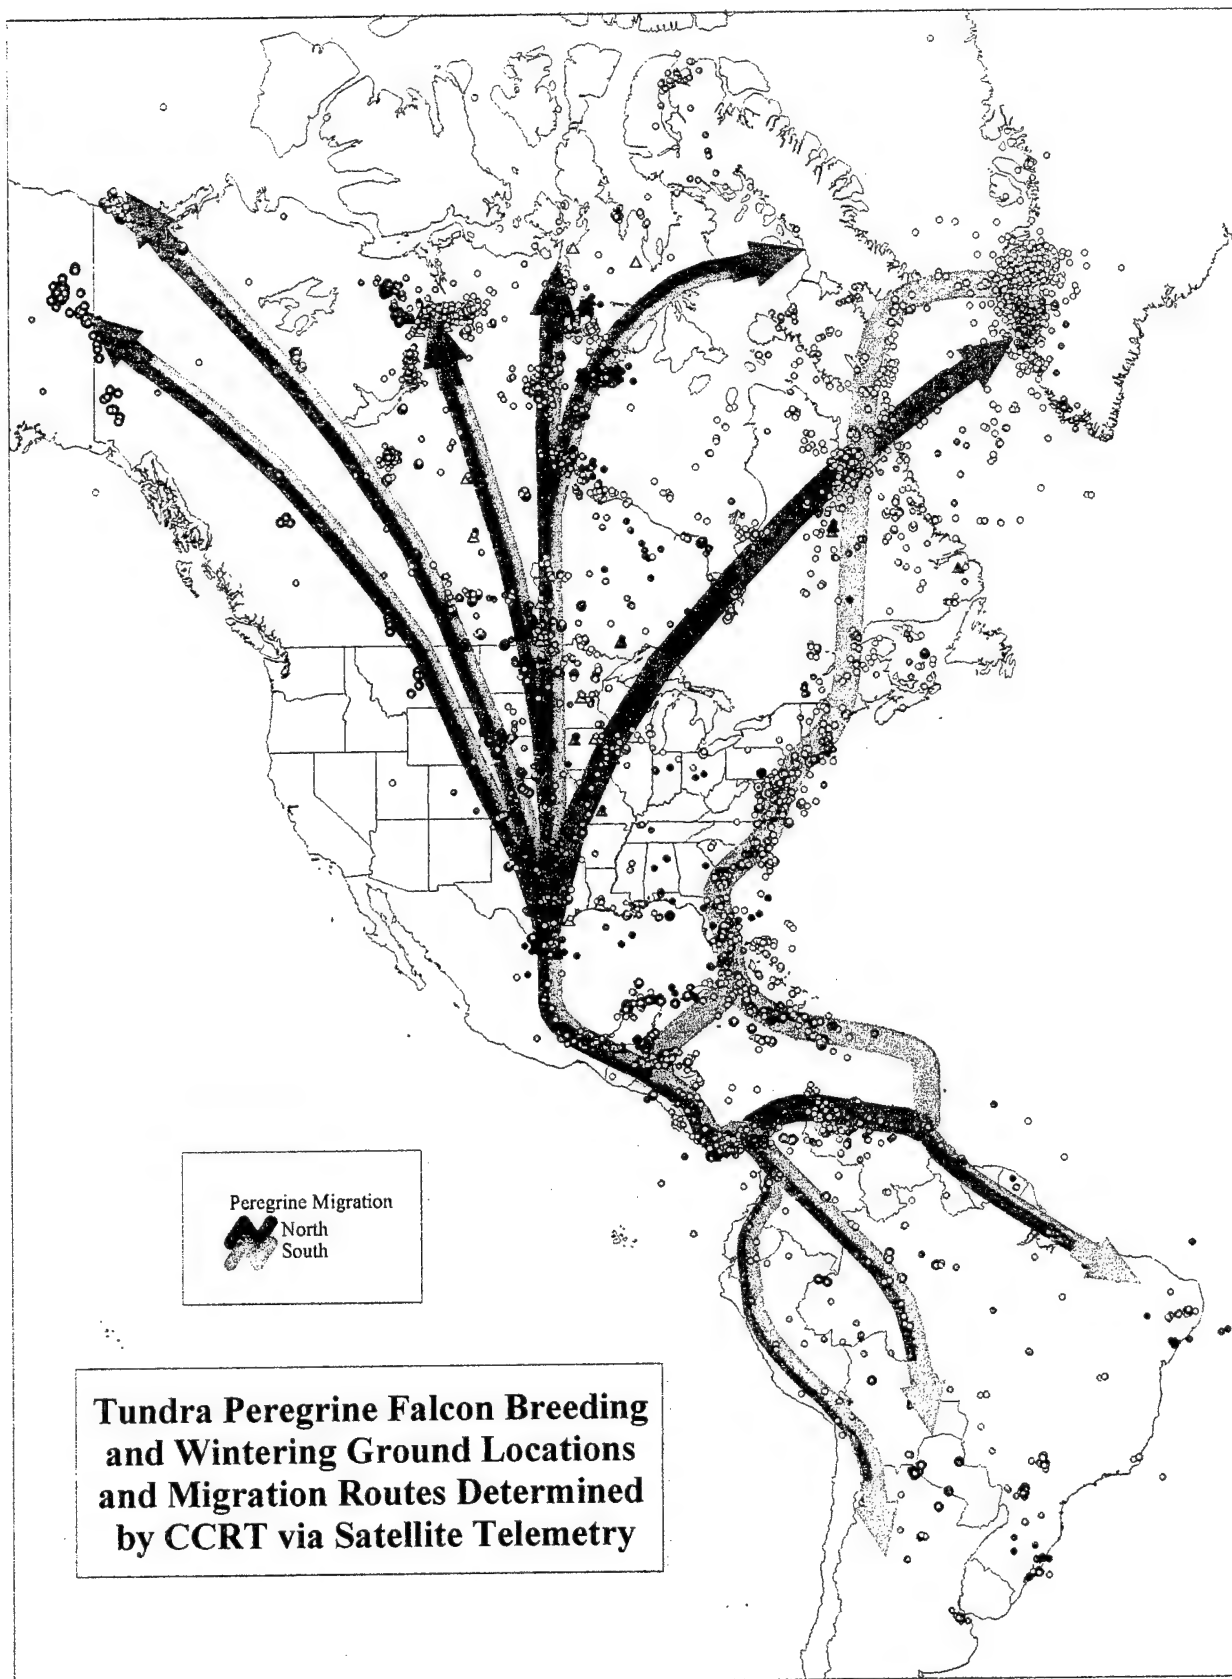 Peregrine Migration
North
South
Tundra Peregrine Falcon Breeding
and Wintering Ground Locations
and Migration Routes Determined
by CCRT via Satellite Telemetry